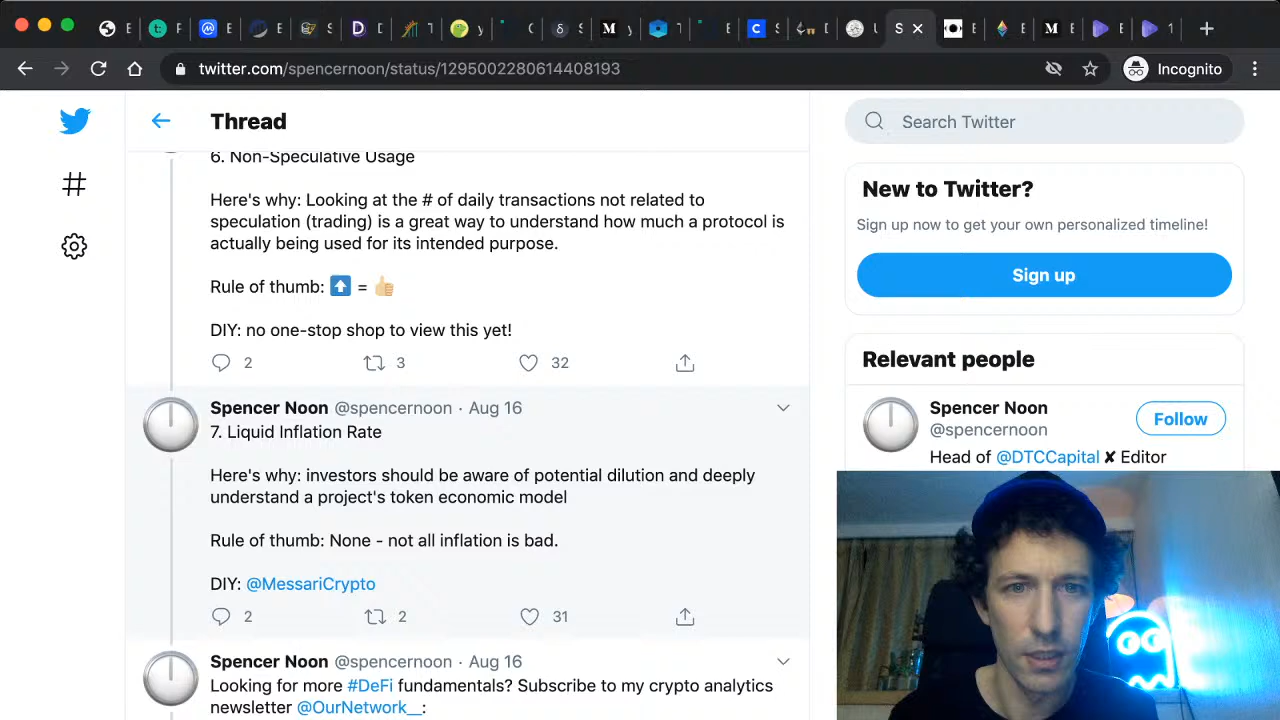 twitter.com/spencernoon/status/1295002280614408193
Incognito
Thread
Search Twitter
6. Non-Speculative Usage
Here's why: Looking at the # of daily transactions not related to
speculation (trading) is a great way to understand how much a protocol is
actually being used for its intended purpose.
Rule of thumb: ⬆️ = 👍🏼
DIY: no one-stop shop to view this yet!
2 3 32
Spencer Noon @spencernoon · Aug 16
7. Liquid Inflation Rate
Here's why: investors should be aware of potential dilution and deeply
understand a project's token economic model
Rule of thumb: None - not all inflation is bad.
DIY: @MessariCrypto
2 2 31
Spencer Noon @spencernoon · Aug 16
Looking for more #DeFi fundamentals? Subscribe to my crypto analytics
newsletter @OurNetwork__:
New to Twitter?
Sign up now to get your own personalized timeline!
Sign up
Relevant people
Spencer Noon
@spencernoon
Follow
Head of @DTCCapital ✘ Editor